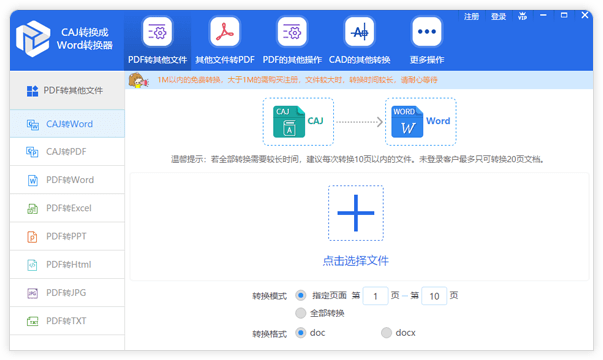 CAJ转换成
Word转换器
注册 登录 VIP
PDF转其他文件 其他文件转PDF PDF的其他操作 CAD的其他转换 更多操作
1M以内的免费转换，大于1M的需购买注册，文件较大时，转换时间较长，请耐心等待
PDF转其他文件
CAJ转Word
CAJ转PDF
PDF转Word
PDF转Excel
PDF转PPT
PDF转Html
PDF转JPG
PDF转TXT
CAJ CAJ WORD W Word
温馨提示：若全部转换需要较长时间，建议每次转换10页以内的文件。未登录客户最多只可转换20页文档。
点击选择文件
转换模式 指定页面 第 1 页 -- 第 10 页
全部转换
转换格式 doc docx